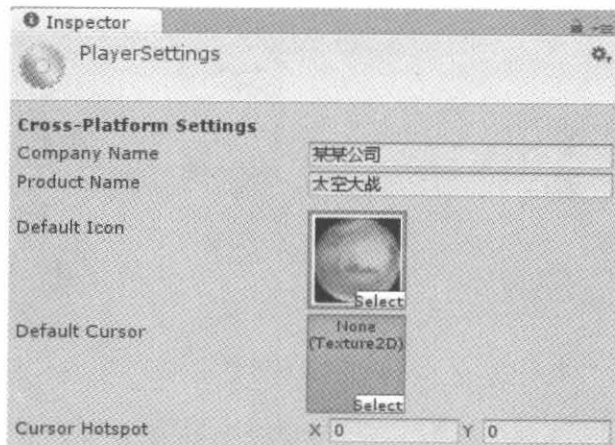 Inspector
PlayerSettings
Cross-Platform Settings
Company Name 某某公司
Product Name 太空大战
Default Icon
Select
Default Cursor
None
(Texture2D)
Select
Cursor Hotspot X 0 Y 0